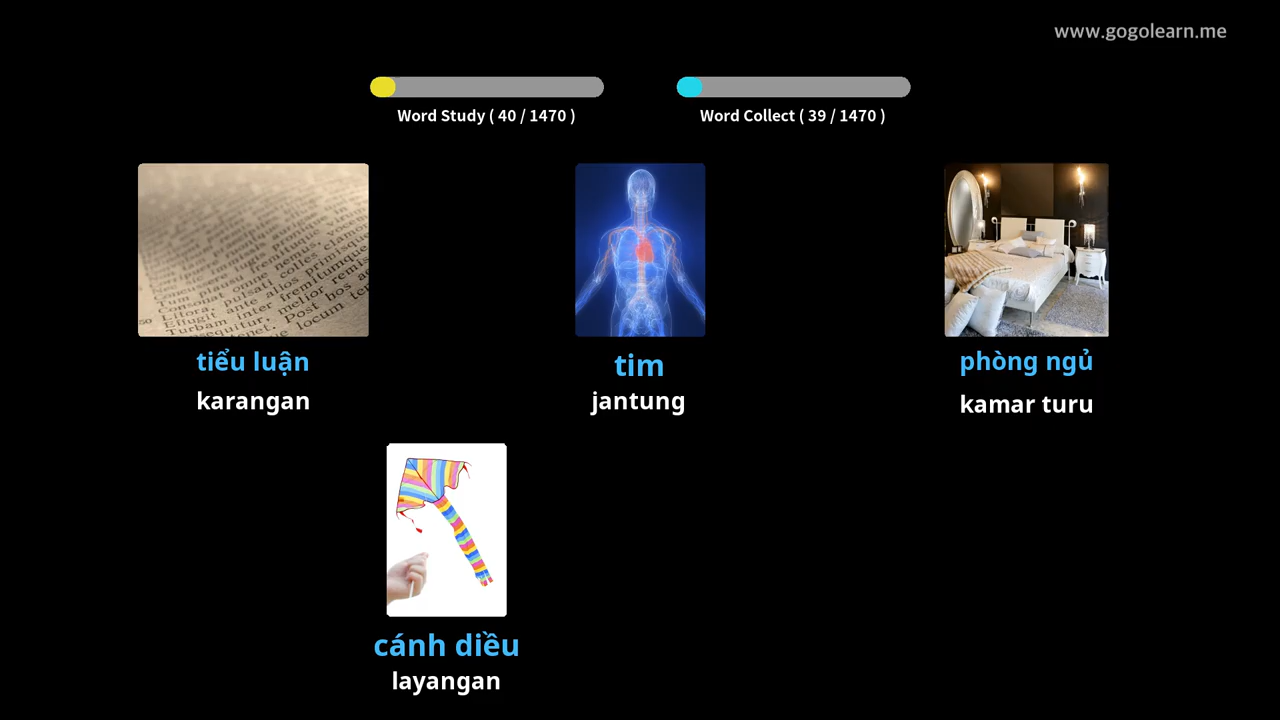 www.gogolearn.me
Word Study ( 40 / 1470 )
Word Collect ( 39 / 1470 )
tiểu luận
karangan
tim
jantung
phòng ngủ
kamar turu
cánh diều
layangan